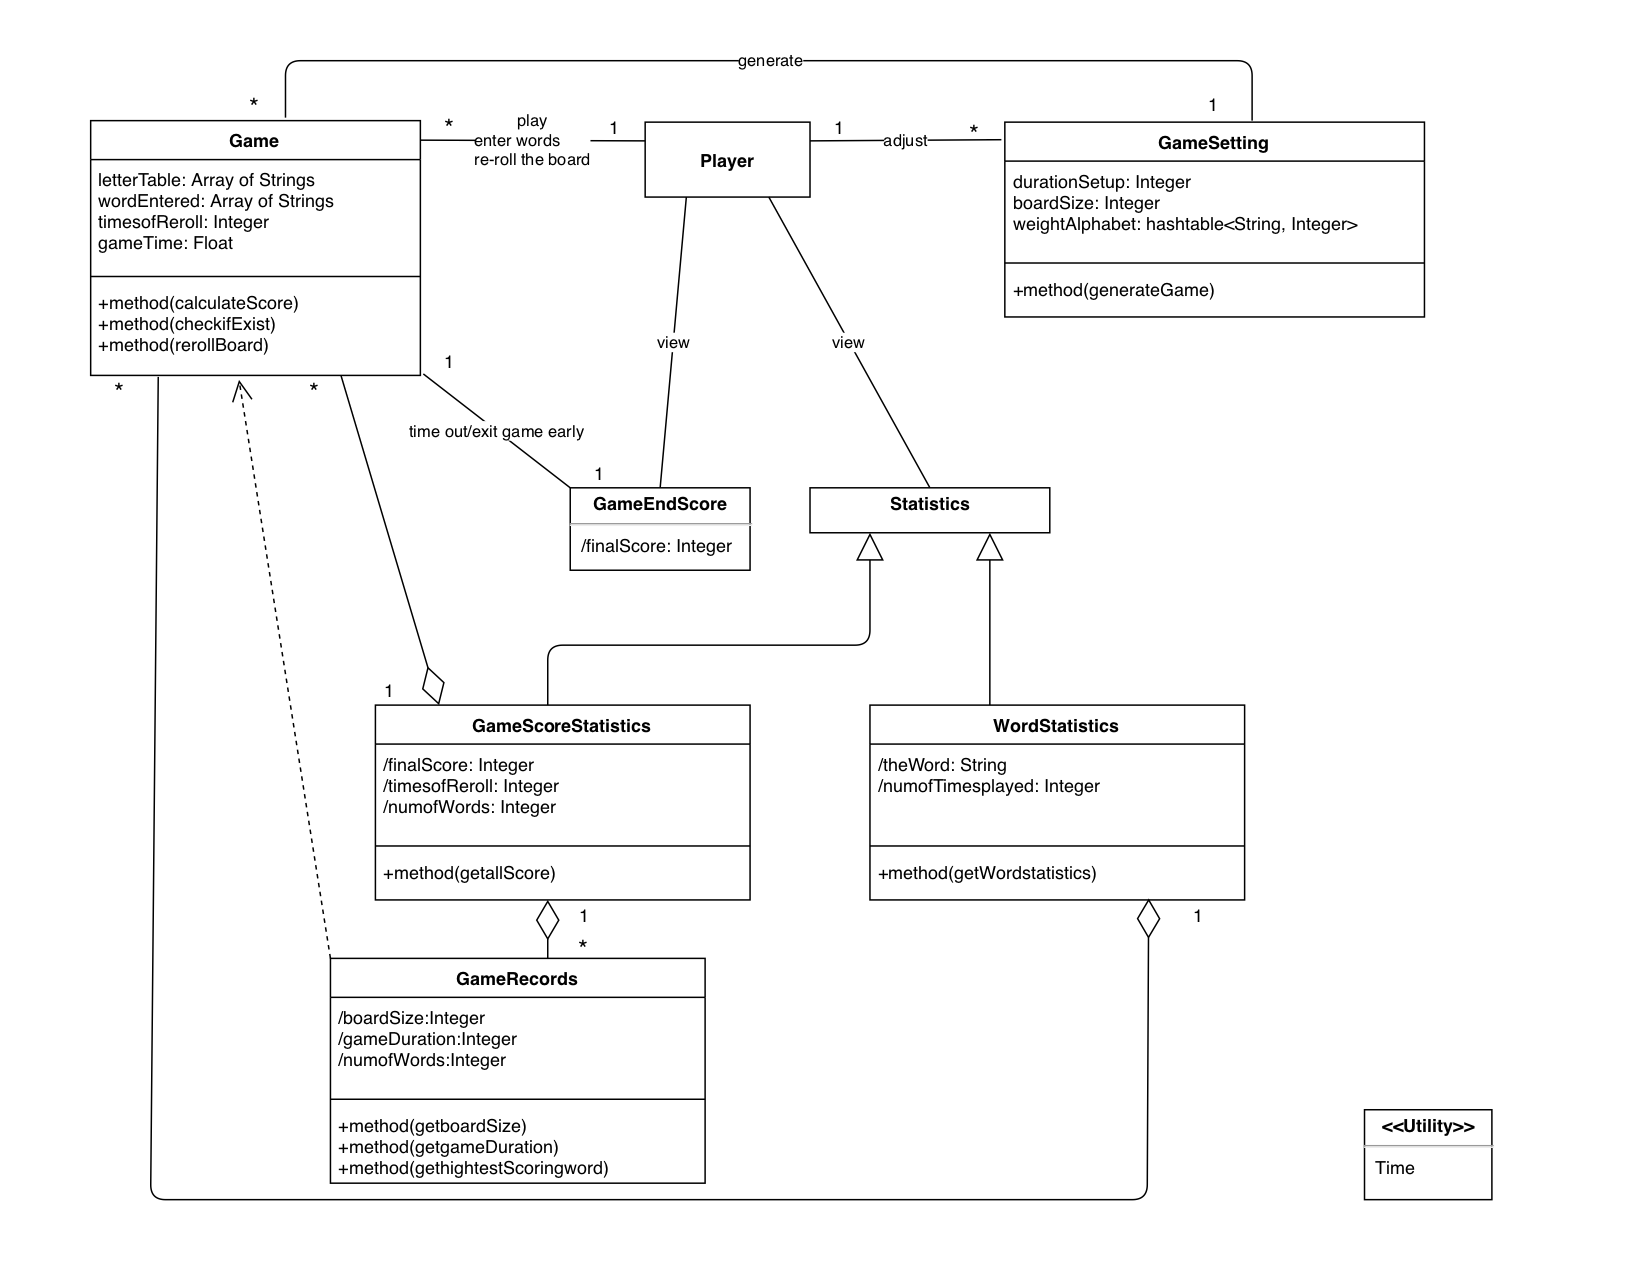 generate
*
1
Game
letterTable: Array of Strings
wordEntered: Array of Strings
timesofReroll: Integer
gameTime: Float
+method(calculateScore)
+method(checkifExist)
+method(rerollBoard)
*
play
enter words
re-roll the board
1
Player
1
adjust
*
GameSetting
durationSetup: Integer
boardSize: Integer
weightAlphabet: hashtable<String, Integer>
+method(generateGame)
*
*
1
time out/exit game early
1
view
view
GameEndScore
/finalScore: Integer
Statistics
1
GameScoreStatistics
/finalScore: Integer
/timesofReroll: Integer
/numofWords: Integer
+method(getallScore)
WordStatistics
/theWord: String
/numofTimesplayed: Integer
+method(getWordstatistics)
1
*
1
GameRecords
/boardSize:Integer
/gameDuration:Integer
/numofWords:Integer
+method(getboardSize)
+method(getgameDuration)
+method(gethightestScoringword)
<<Utility>>
Time